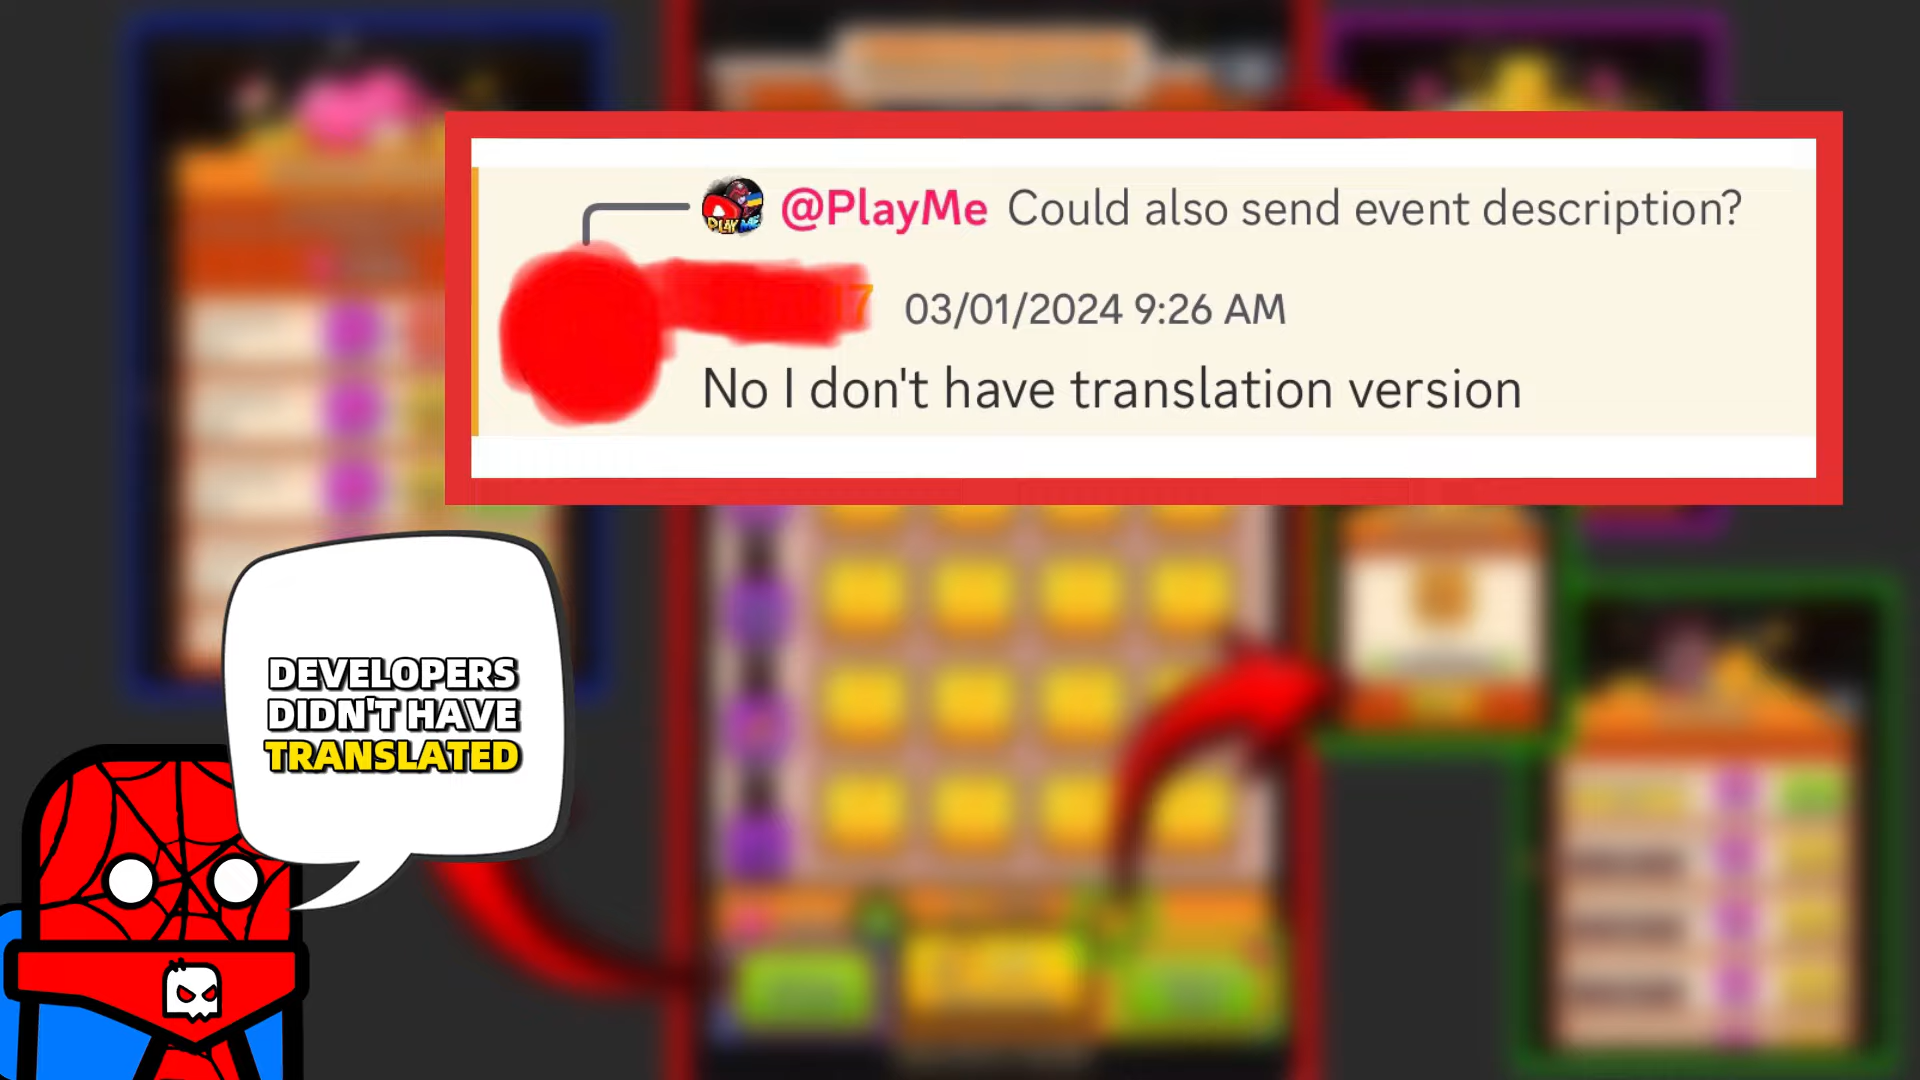 @PlayMe Could also send event description?
03/01/2024 9:26 AM
No I don't have translation version
DEVELOPERS
DIDN'T HAVE
TRANSLATED